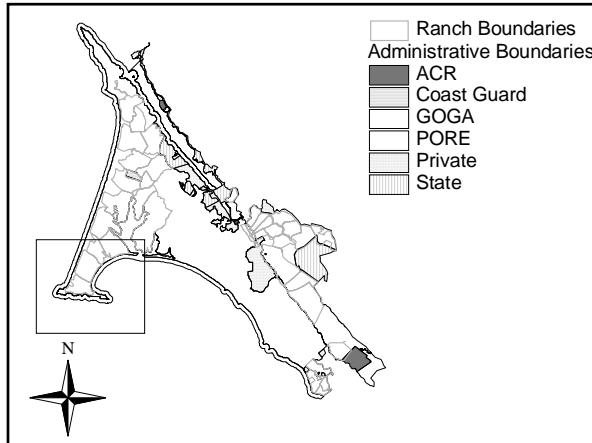 Ranch Boundaries
Administrative Boundaries
ACR
Coast Guard
GOGA
PORE
Private
State
N